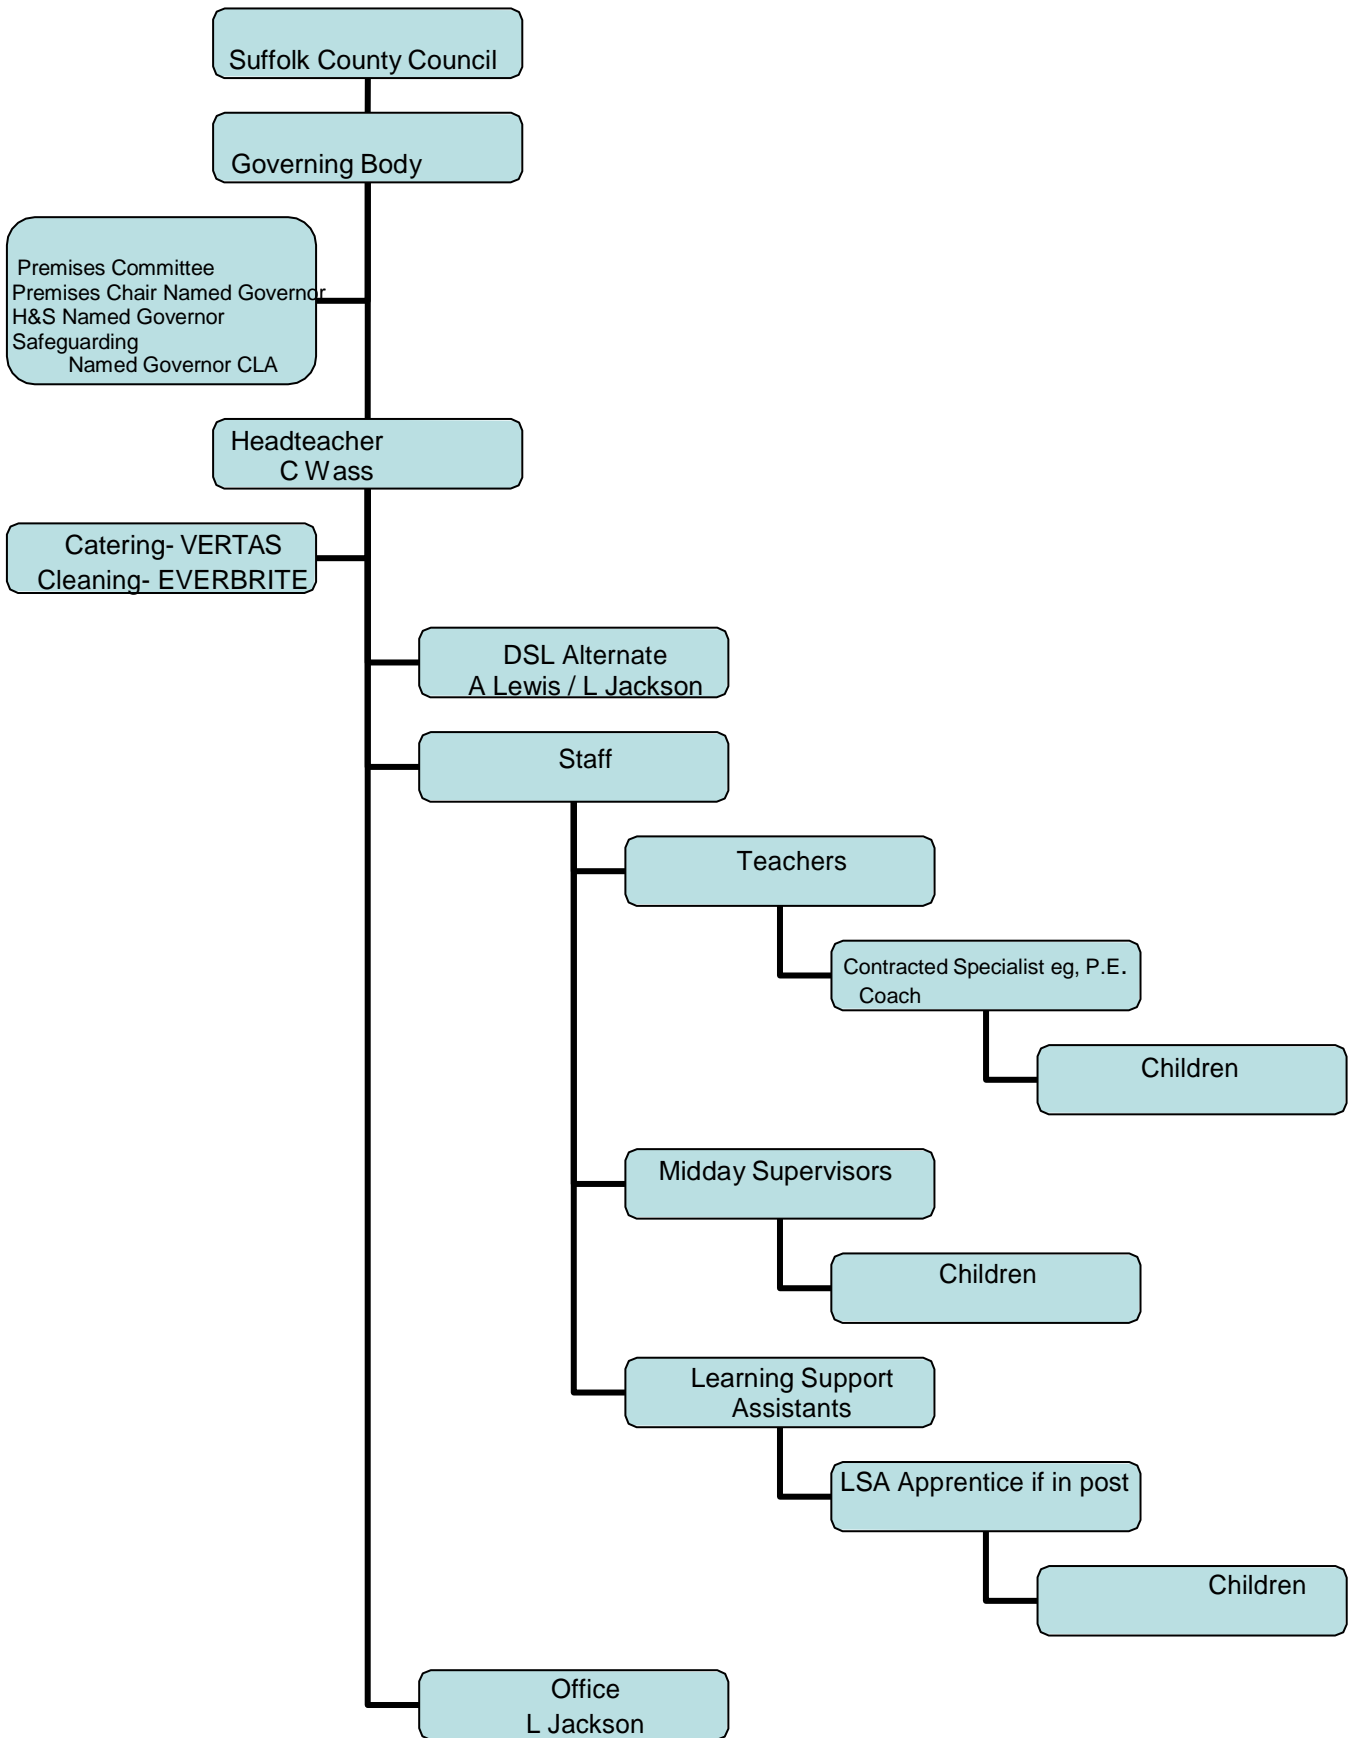 Suffolk County Council
Governing Body
Premises Committee
Premises Chair Named Governor
H&S Named Governor
Safeguarding
Named Governor CLA
Headteacher
C Wass
Catering- VERTAS
Cleaning- EVERBRITE
DSL Alternate
A Lewis / L Jackson
Staff
Teachers
Contracted Specialist eg, P.E.
Coach
Children
Midday Supervisors
Children
Learning Support
Assistants
LSA Apprentice if in post
Children
Office
L Jackson